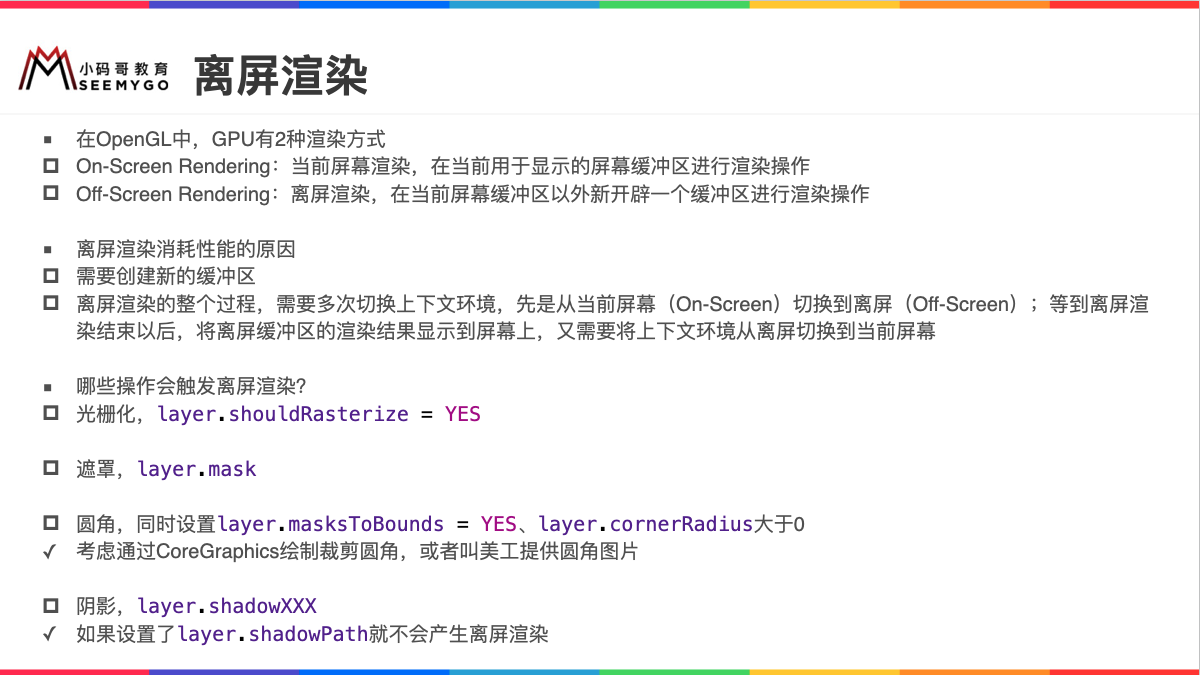 小码哥教育
SEEMYGO
离屏渲染
在OpenGL中，GPU有2种渲染方式
On-Screen Rendering：当前屏幕渲染，在当前用于显示的屏幕缓冲区进行渲染操作
Off-Screen Rendering：离屏渲染，在当前屏幕缓冲区以外新开辟一个缓冲区进行渲染操作
离屏渲染消耗性能的原因
需要创建新的缓冲区
离屏渲染的整个过程，需要多次切换上下文环境，先是从当前屏幕（On-Screen）切换到离屏（Off-Screen）；等到离屏渲
染结束以后，将离屏缓冲区的渲染结果显示到屏幕上，又需要将上下文环境从离屏切换到当前屏幕
哪些操作会触发离屏渲染?
光栅化，layer.shouldRasterize = YES
遮罩，layer.mask
圆角，同时设置layer.masksToBounds = YES、layer.cornerRadius大于0
考虑通过CoreGraphics绘制裁剪圆角，或者叫美工提供圆角图片
阴影，layer.shadowXXX
如果设置了layer.shadowPath就不会产生离屏渲染